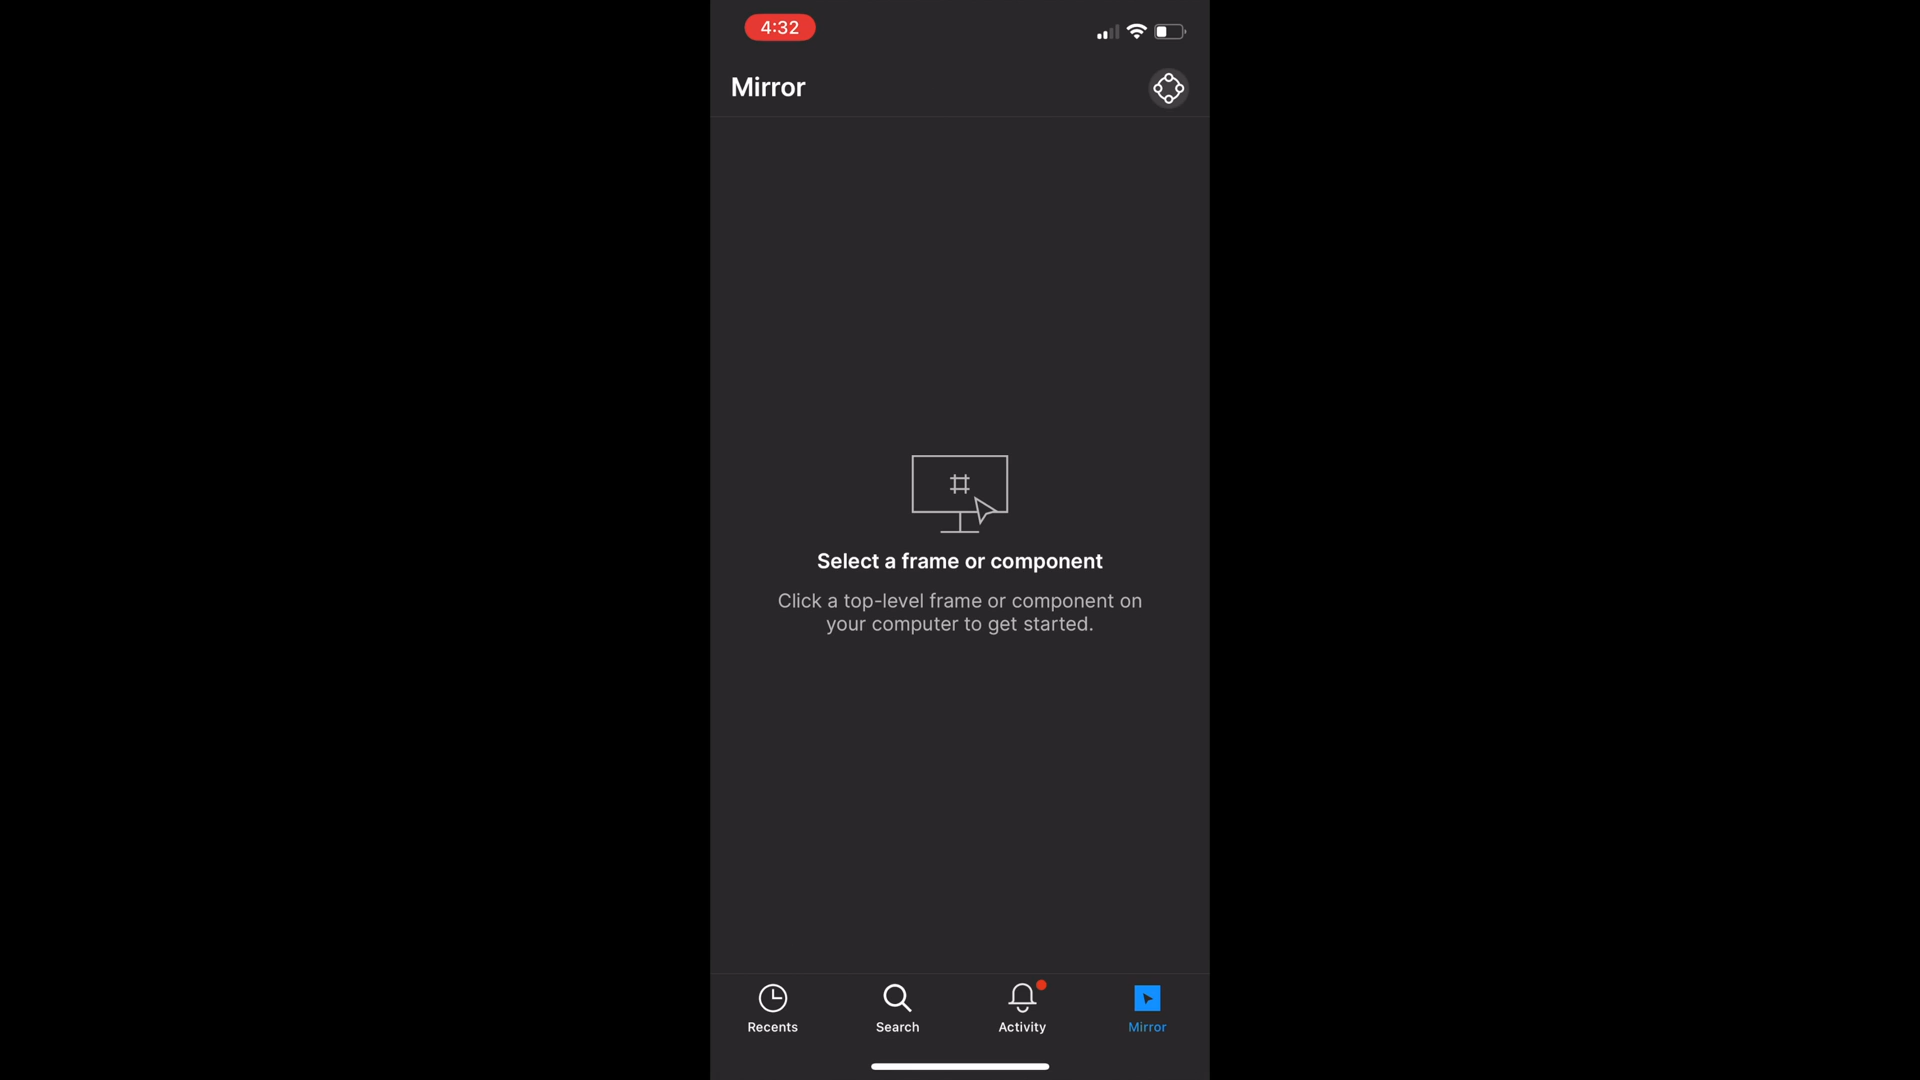 4:32
Mirror
Select a frame or component
Click a top-level frame or component on
your computer to get started.
Recents
Search
Activity
Mirror